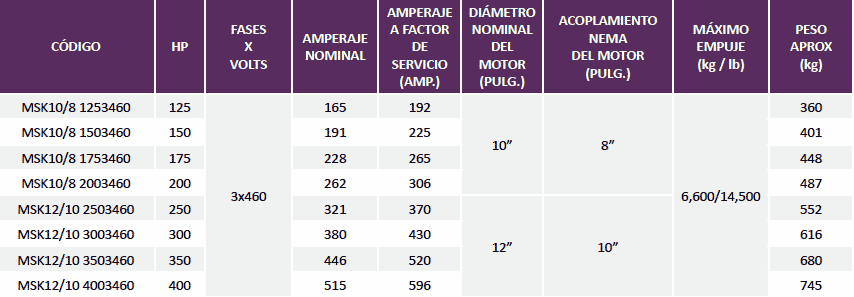 CÓDIGO HP FASES X VOLTS AMPERAJE NOMINAL AMPERAJE A FACTOR DE SERVICIO (AMP.) DIÁMETRO NOMINAL DEL MOTOR (PULG.) ACOPLAMIENTO NEMA DEL MOTOR (PULG.) MÁXIMO EMPUJE (kg / lb) PESO APROX (kg)
MSK10/8 1253460 125 165 192 360
MSK10/8 1503460 150 191 225 401
10” 8”
MSK10/8 1753460 175 228 265 448
MSK10/8 2003460 200 262 306 487
3x460 6,600/14,500
MSK12/10 2503460 250 321 370 552
MSK12/10 3003460 300 380 430 616
12” 10”
MSK12/10 3503460 350 446 520 680
MSK12/10 4003460 400 515 596 745